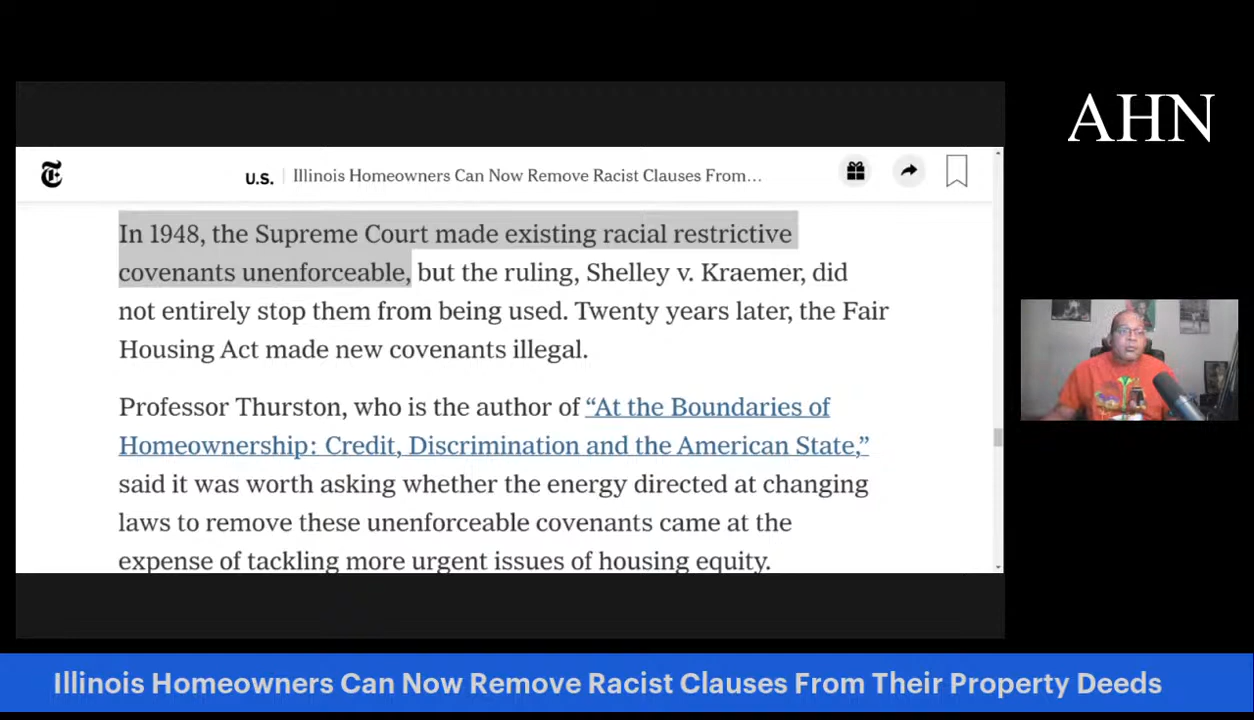 AHN
U.S. | Illinois Homeowners Can Now Remove Racist Clauses From...
In 1948, the Supreme Court made existing racial restrictive
covenants unenforceable, but the ruling, Shelley v. Kraemer, did
not entirely stop them from being used. Twenty years later, the Fair
Housing Act made new covenants illegal.
Professor Thurston, who is the author of “At the Boundaries of
Homeownership: Credit, Discrimination and the American State,”
said it was worth asking whether the energy directed at changing
laws to remove these unenforceable covenants came at the
expense of tackling more urgent issues of housing equity.
Illinois Homeowners Can Now Remove Racist Clauses From Their Property Deeds